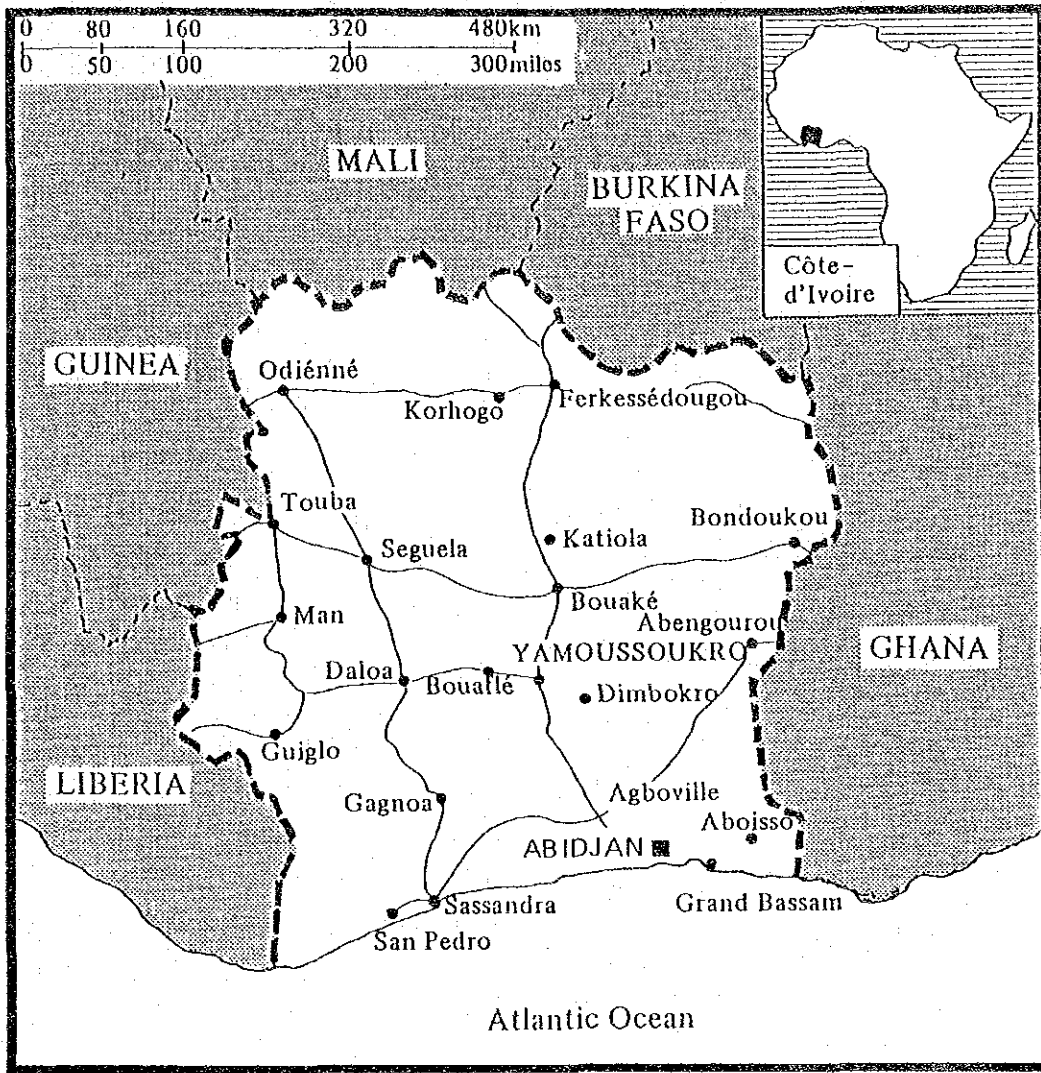 0 80 160 320 480km
0 50 100 200 300milos
MALI
BURKINA
FASO
Côte-
d'Ivoire
GUINEA
Odiénné
Korhogo
Ferkessédougou
Touba
Seguela
Katiola
Bondoukou
Man
Bouaké
Abengourou
YAMOUSSOUKRO
GHANA
Daloa
Bouaflé
Dimbokro
Guiglo
LIBERIA
Gagnoa
Agboville
Aboisso
ABIDJAN
Sassandra
Grand Bassam
San Pedro
Atlantic Ocean